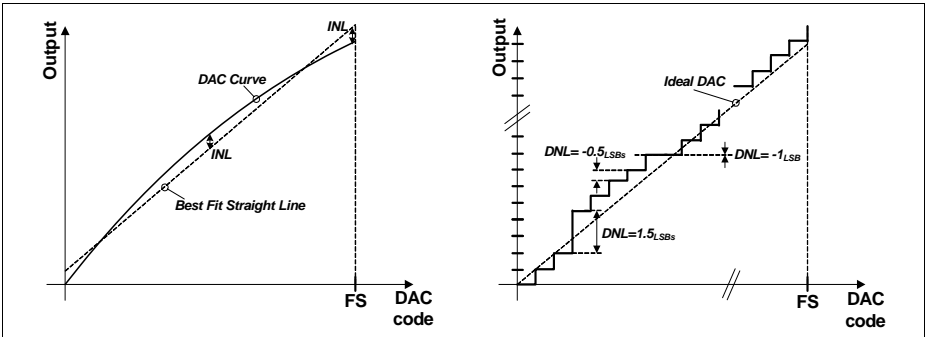 Output
INL
DAC Curve
INL
Best Fit Straight Line
FS
DAC
code
Output
Ideal DAC
DNL= -0.5LSBs
DNL= -1LSB
DNL=1.5LSBs
FS
DAC
code